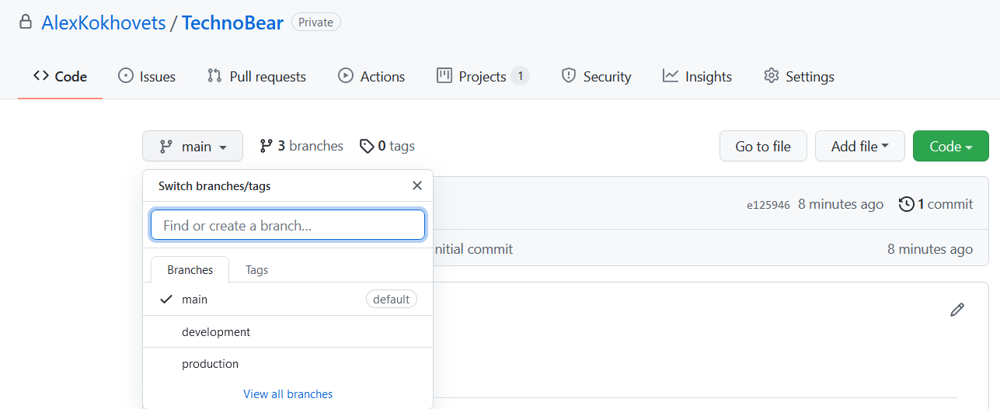 AlexKokhovets / TechnoBear Private
Code Issues Pull requests Actions Projects 1 Security Insights Settings
main 3 branches 0 tags Go to file Add file Code
Switch branches/tags
e125946 8 minutes ago 1 commit
Find or create a branch...
nitial commit 8 minutes ago
Branches Tags
main default
development
production
View all branches